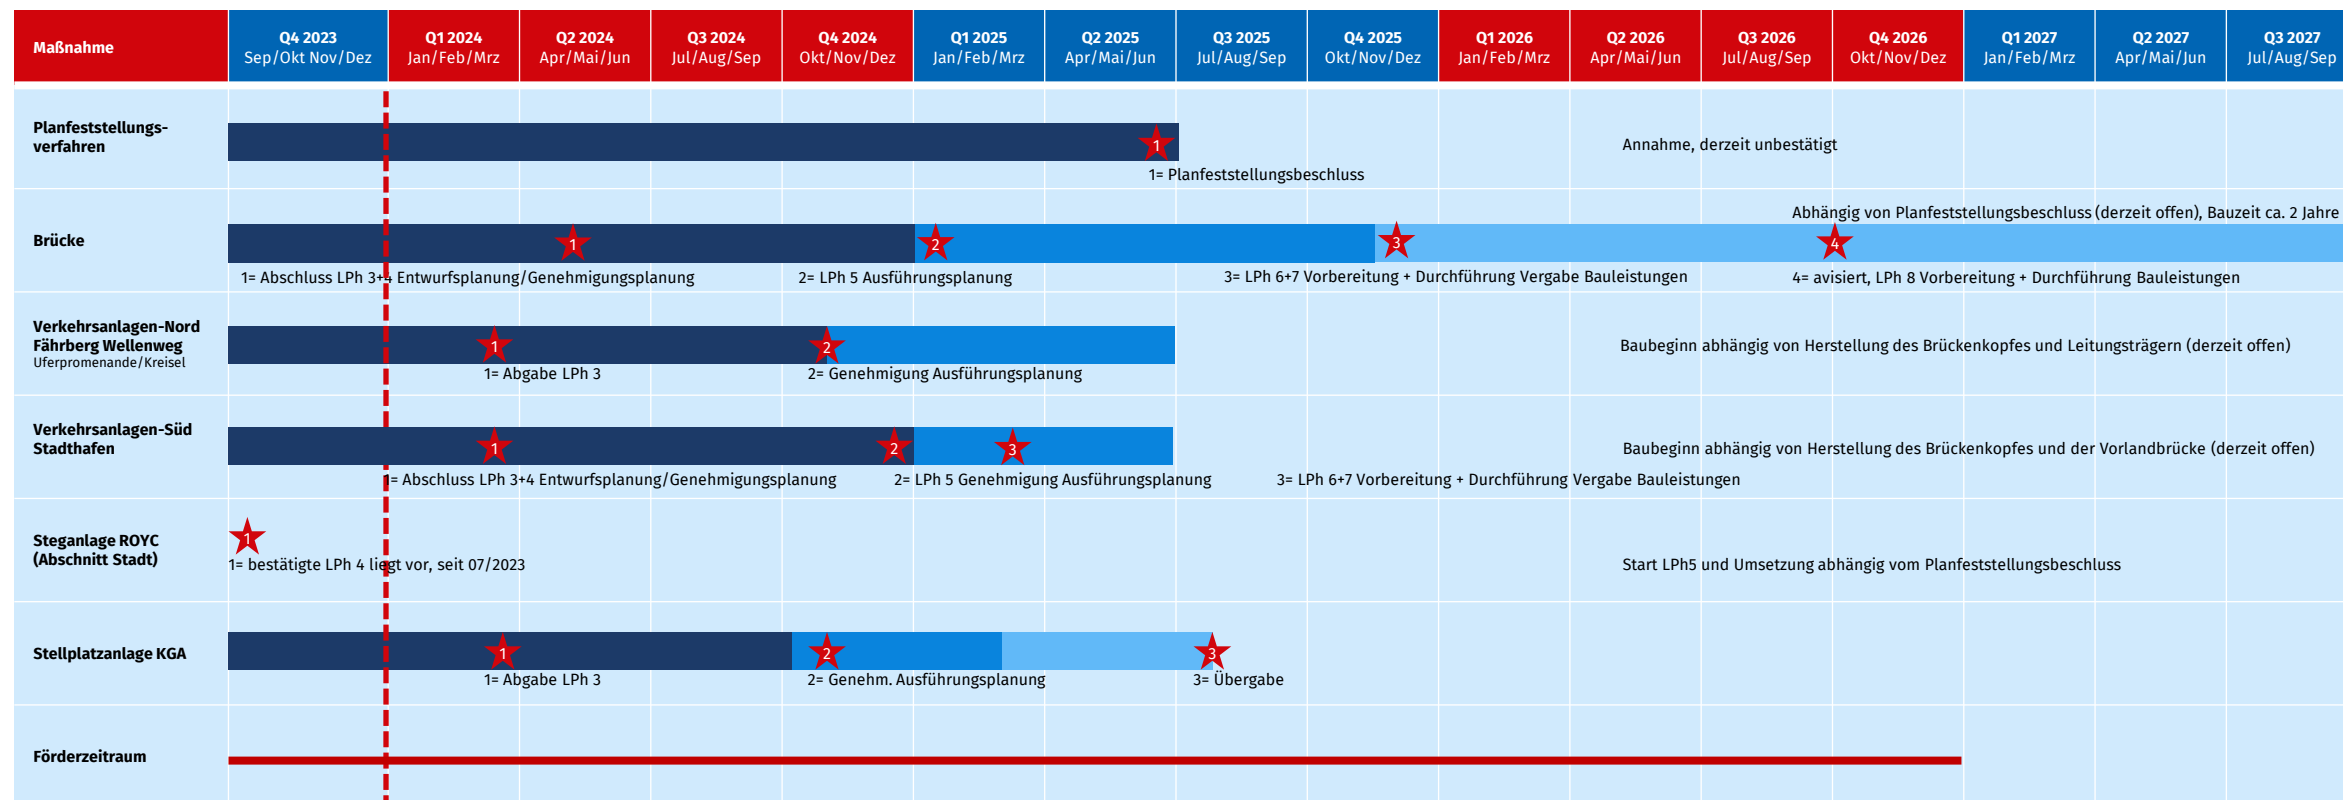 Maßnahme
Q4 2023
Sep/Okt Nov/Dez
Q1 2024
Jan/Feb/Mrz
Q2 2024
Apr/Mai/Jun
Q3 2024
Jul/Aug/Sep
Q4 2024
Okt/Nov/Dez
Q1 2025
Jan/Feb/Mrz
Q2 2025
Apr/Mai/Jun
Q3 2025
Jul/Aug/Sep
Q4 2025
Okt/Nov/Dez
Q1 2026
Jan/Feb/Mrz
Q2 2026
Apr/Mai/Jun
Q3 2026
Jul/Aug/Sep
Q4 2026
Okt/Nov/Dez
Q1 2027
Jan/Feb/Mrz
Q2 2027
Apr/Mai/Jun
Q3 2027
Jul/Aug/Sep
Planfeststellungs-
verfahren
1
Annahme, derzeit unbestätigt
1= Planfeststellungsbeschluss
Abhängig von Planfeststellungsbeschluss (derzeit offen), Bauzeit ca. 2 Jahre
Brücke
1
2
3
4
1= Abschluss LPh 3+4 Entwurfsplanung/Genehmigungsplanung
2= LPh 5 Ausführungsplanung
3= LPh 6+7 Vorbereitung + Durchführung Vergabe Bauleistungen
4= avisiert, LPh 8 Vorbereitung + Durchführung Bauleistungen
Verkehrsanlagen-Nord
Fährberg Wellenweg
Uferpromenande/Kreisel
1
2
Baubeginn abhängig von Herstellung des Brückenkopfes und Leitungsträgern (derzeit offen)
1= Abgabe LPh 3
2= Genehmigung Ausführungsplanung
Verkehrsanlagen-Süd
Stadthafen
1
2
3
Baubeginn abhängig von Herstellung des Brückenkopfes und der Vorlandbrücke (derzeit offen)
1= Abschluss LPh 3+4 Entwurfsplanung/Genehmigungsplanung
2= LPh 5 Genehmigung Ausführungsplanung
3= LPh 6+7 Vorbereitung + Durchführung Vergabe Bauleistungen
Steganlage ROYC
(Abschnitt Stadt)
1
1= bestätigte LPh 4 liegt vor, seit 07/2023
Start LPh5 und Umsetzung abhängig vom Planfeststellungsbeschluss
Stellplatzanlage KGA
1
2
3
1= Abgabe LPh 3
2= Genehm. Ausführungsplanung
3= Übergabe
Förderzeitraum